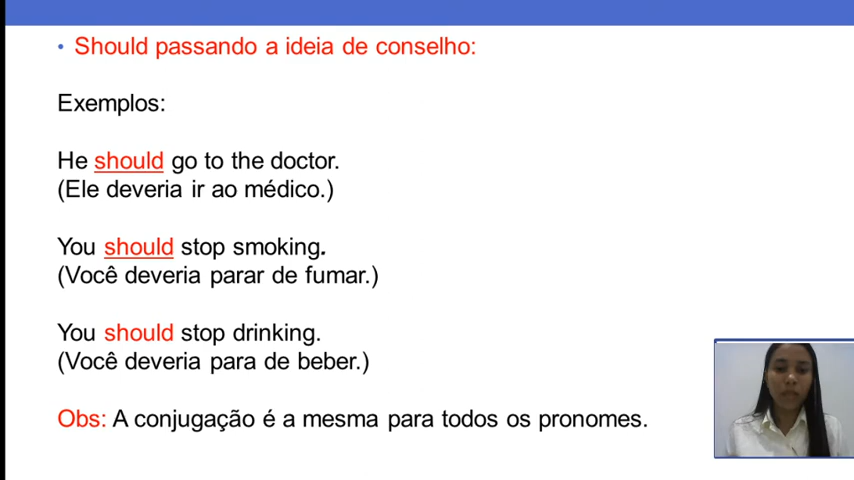 • Should passando a ideia de conselho:
Exemplos:
He should go to the doctor.
(Ele deveria ir ao médico.)
You should stop smoking.
(Você deveria parar de fumar.)
You should stop drinking.
(Você deveria para de beber.)
Obs: A conjugação é a mesma para todos os pronomes.